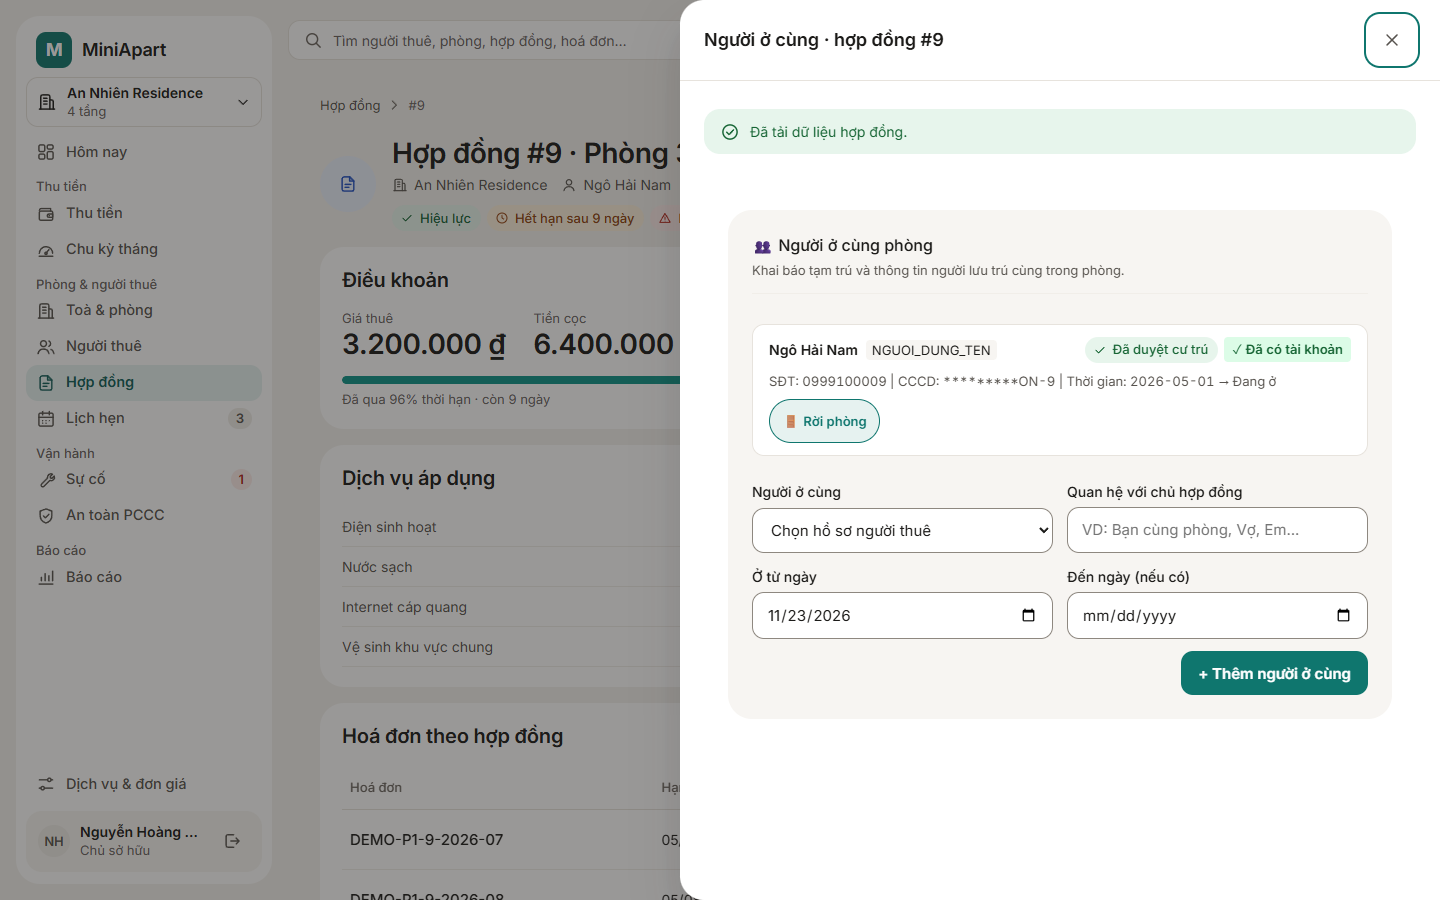 M MiniApart
An Nhiên Residence
4 tầng
Hôm nay
Thu tiền
Thu tiền
Chu kỳ tháng
Phòng & người thuê
Toà & phòng
Người thuê
Hợp đồng
Lịch hẹn 3
Vận hành
Sự cố 1
An toàn PCCC
Báo cáo
Báo cáo
Dịch vụ & đơn giá
NH Nguyễn Hoàng ...
Chủ sở hữu
Tìm người thuê, phòng, hợp đồng, hoá đơn...
Hợp đồng > #9
Hợp đồng #9 · Phòng
An Nhiên Residence Ngô Hải Nam
Hiệu lực Hết hạn sau 9 ngày
Điều khoản
Giá thuê Tiền cọc
3.200.000 ₫ 6.400.000
Đã qua 96% thời hạn · còn 9 ngày
Dịch vụ áp dụng
Điện sinh hoạt
Nước sạch
Internet cáp quang
Vệ sinh khu vực chung
Hoá đơn theo hợp đồng
Hoá đơn
DEMO-P1-9-2026-07 05/
DEMO-P1-9-2026-08
Người ở cùng · hợp đồng #9
Đã tải dữ liệu hợp đồng.
Người ở cùng phòng
Khai báo tạm trú và thông tin người lưu trú cùng trong phòng.
Ngô Hải Nam NGUOI_DUNG_TEN ✓ Đã duyệt cư trú ✓ Đã có tài khoản
SĐT: 0999100009 | CCCD: *********ON-9 | Thời gian: 2026-05-01 → Đang ở
Rời phòng
Người ở cùng Quan hệ với chủ hợp đồng
Chọn hồ sơ người thuê VD: Bạn cùng phòng, Vợ, Em...
Ở từ ngày Đến ngày (nếu có)
11/23/2026 mm/dd/yyyy
+ Thêm người ở cùng